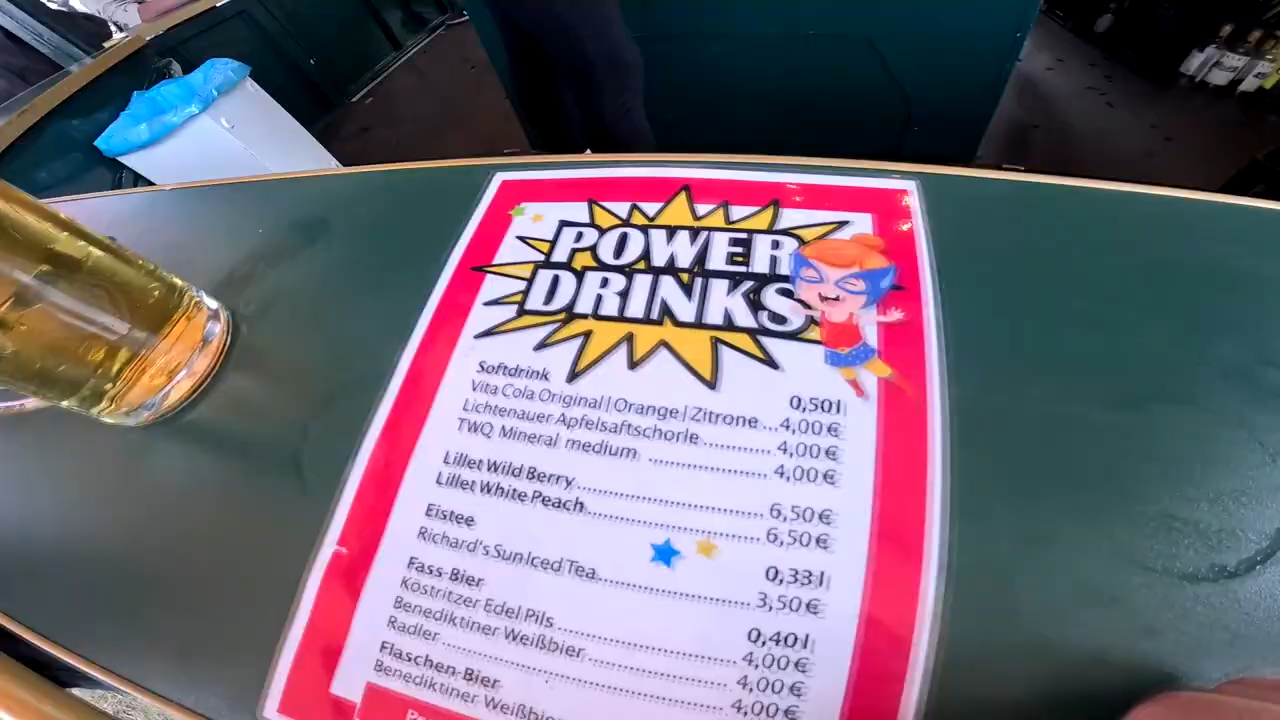 POWER
DRINKS
Softdrink 0,50 l
Vita Cola Original | Orange | Zitrone ... 4,00 €
Lichtenauer Apfelsaftschorle ............ 4,00 €
TWQ Mineral medium ........................ 4,00 €
Lillet Wild Berry .................................... 6,50 €
Lillet White Peach .................................. 6,50 €
Eistee 0,33 l
Richard's Sun Iced Tea ............................ 3,50 €
Fass-Bier 0,40 l
Köstritzer Edel Pils .................................. 4,00 €
Benediktiner Weißbier ............................ 4,00 €
Radler ...................................................... 4,00 €
Flaschen-Bier
Benediktiner Weißbier